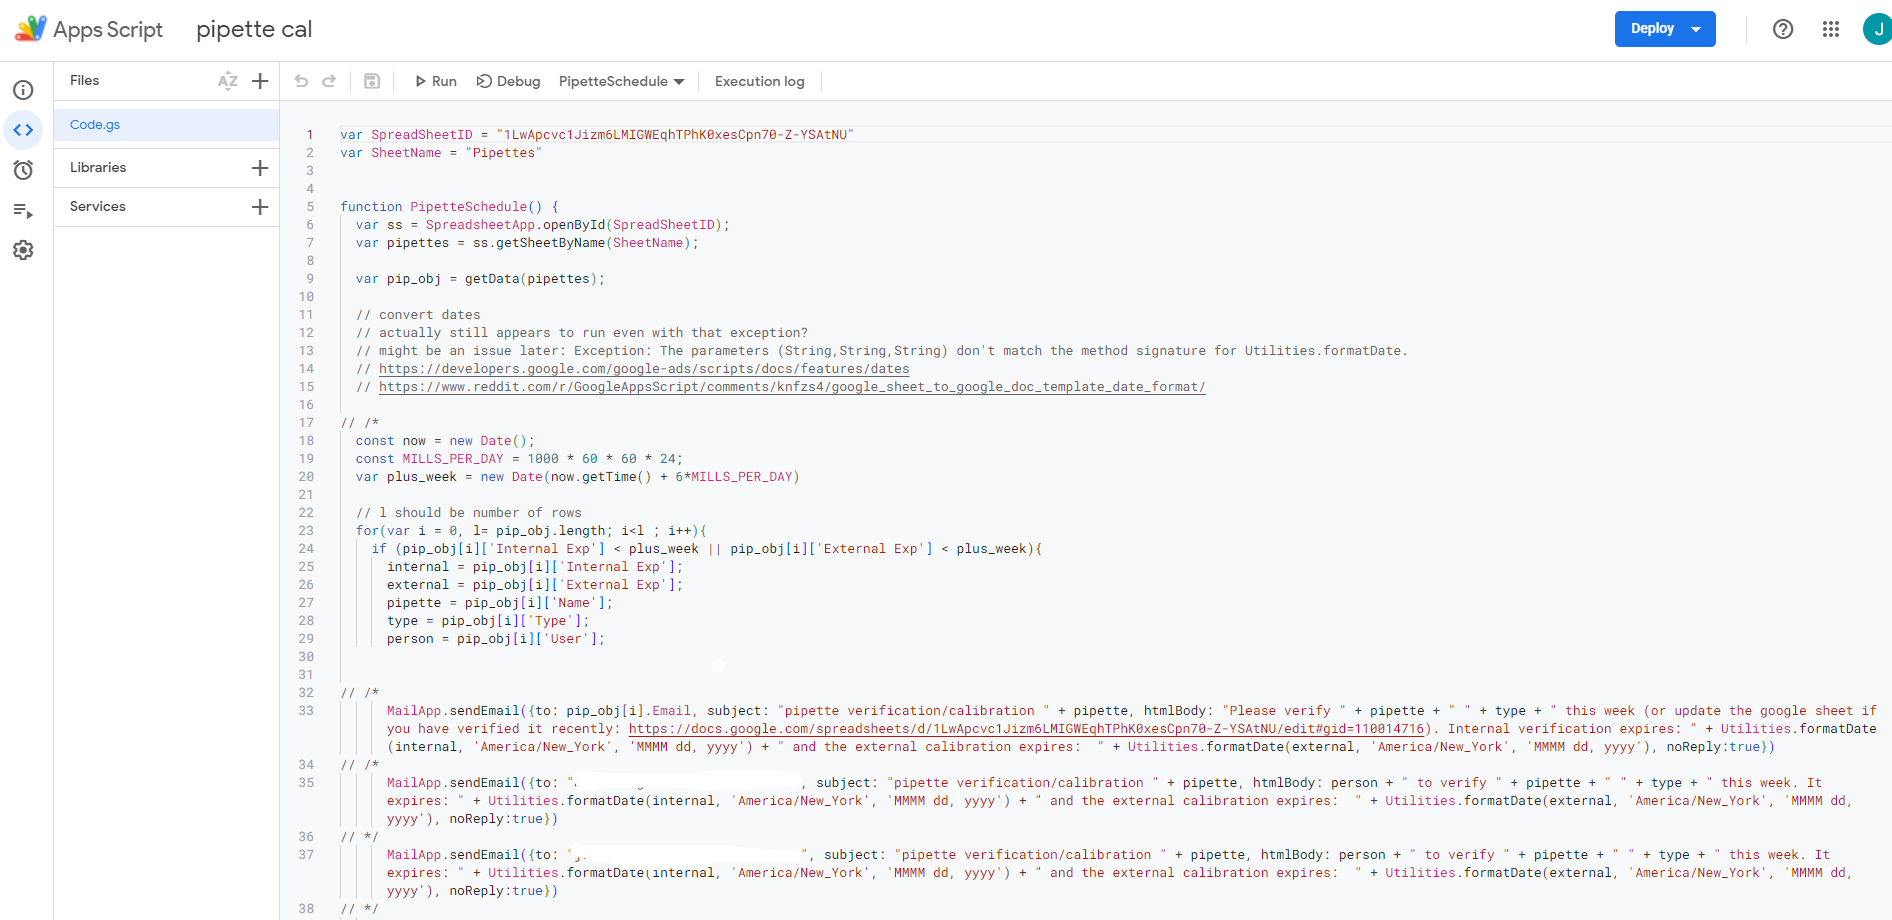 Apps Script
pipette cal
Deploy
J
Files
AZ
Code.gs
Libraries
Services
Run
Debug
PipetteSchedule
Execution log
1 var SpreadSheetID = "1LwApcvc1Jizm6LMIGWEqhTPhK0xesCpn70-Z-YSAtNU"
2 var SheetName = "Pipettes"
3
4
5 function PipetteSchedule() {
6 var ss = SpreadsheetApp.openById(SpreadSheetID);
7 var pipettes = ss.getSheetByName(SheetName);
8
9 var pip_obj = getData(pipettes);
10
11 // convert dates
12 // actually still appears to run even with that exception?
13 // might be an issue later: Exception: The parameters (String,String,String) don't match the method signature for Utilities.formatDate.
14 // https://developers.google.com/google-ads/scripts/docs/features/dates
15 // https://www.reddit.com/r/GoogleAppsScript/comments/knfzs4/google_sheet_to_google_doc_template_date_format/
16
17 // /*
18 const now = new Date();
19 const MILLS_PER_DAY = 1000 * 60 * 60 * 24;
20 var plus_week = new Date(now.getTime() + 6*MILLS_PER_DAY)
21
22 // l should be number of rows
23 for(var i = 0, l= pip_obj.length; i<l ; i++){
24 if (pip_obj[i]['Internal Exp'] < plus_week || pip_obj[i]['External Exp'] < plus_week){
25 internal = pip_obj[i]['Internal Exp'];
26 external = pip_obj[i]['External Exp'];
27 pipette = pip_obj[i]['Name'];
28 type = pip_obj[i]['Type'];
29 person = pip_obj[i]['User'];
30
31
32 // /*
33 MailApp.sendEmail({to: pip_obj[i].Email, subject: "pipette verification/calibration " + pipette, htmlBody: "Please verify " + pipette + " " + type + " this week (or update the google sheet if
you have verified it recently: https://docs.google.com/spreadsheets/d/1LwApcvc1Jizm6LMIGWEqhTPhK0xesCpn70-Z-YSAtNU/edit#gid=110014716). Internal verification expires: " + Utilities.formatDate
(internal, 'America/New_York', 'MMMM dd, yyyy') + " and the external calibration expires:  " + Utilities.formatDate(external, 'America/New_York', 'MMMM dd, yyyy'), noReply:true})
34 // /*
35 MailApp.sendEmail({to: " , subject: "pipette verification/calibration " + pipette, htmlBody: person + " to verify " + pipette + " " + type + " this week. It
expires: " + Utilities.formatDate(internal, 'America/New_York', 'MMMM dd, yyyy') + " and the external calibration expires:  " + Utilities.formatDate(external, 'America/New_York', 'MMMM dd,
yyyy'), noReply:true})
36 // */
37 MailApp.sendEmail({to: " ", subject: "pipette verification/calibration " + pipette, htmlBody: person + " to verify " + pipette + " " + type + " this week. It
expires: " + Utilities.formatDate(internal, 'America/New_York', 'MMMM dd, yyyy') + " and the external calibration expires:  " + Utilities.formatDate(external, 'America/New_York', 'MMMM dd,
yyyy'), noReply:true})
38 // */